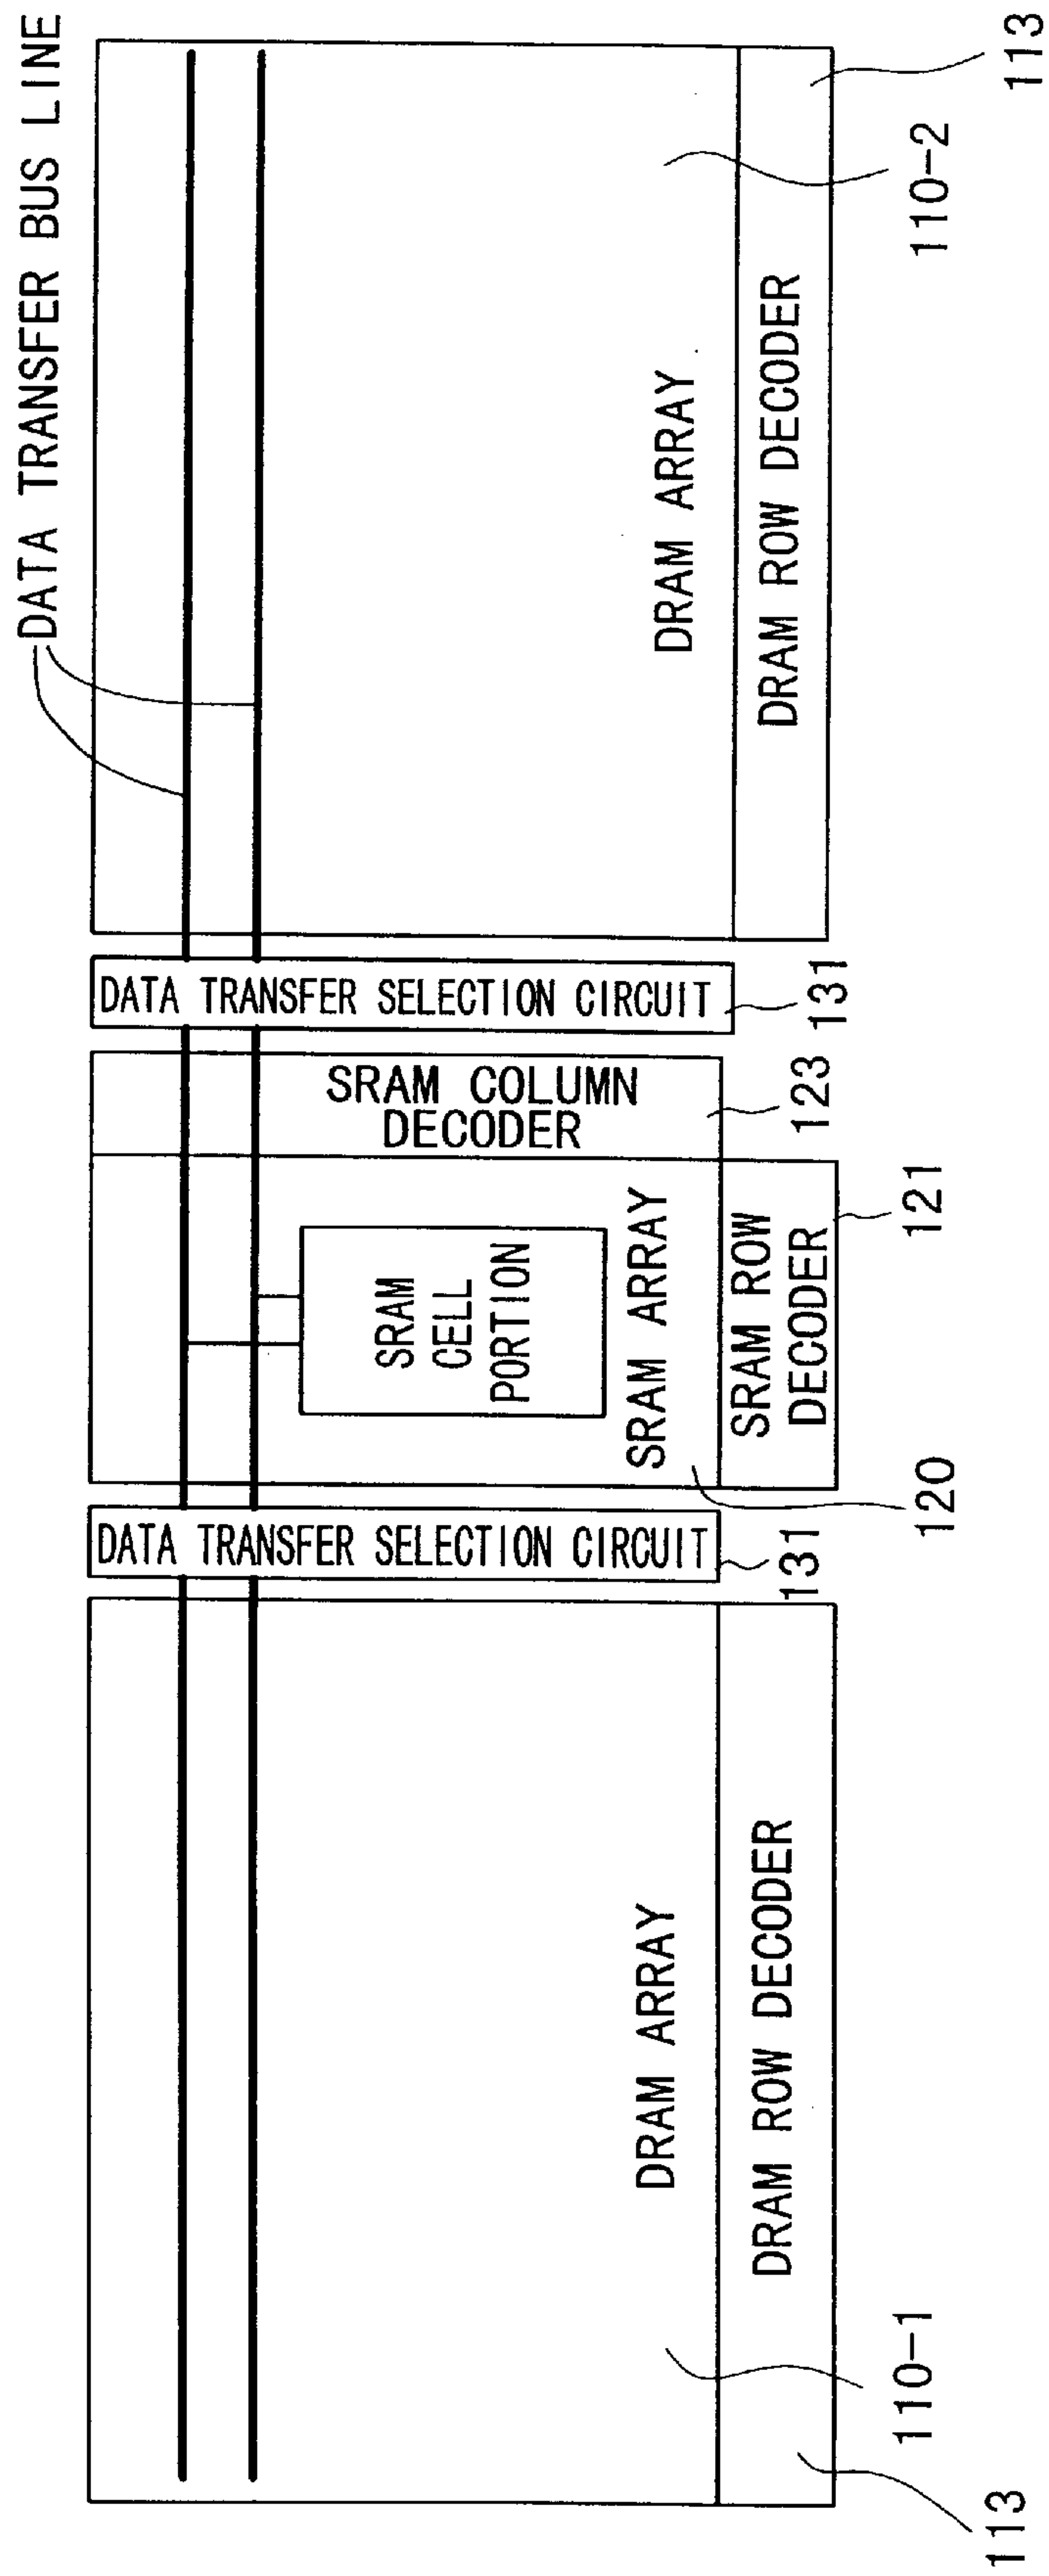 DATA TRANSFER BUS LINE
113
110-2
DRAM ARRAY
DRAM ROW DECODER
DATA TRANSFER SELECTION CIRCUIT
131
SRAM COLUMN
DECODER
123
121
SRAM
CELL
PORTION
SRAM ARRAY
SRAM ROW
DECODER
120
DATA TRANSFER SELECTION CIRCUIT
131
DRAM ARRAY
DRAM ROW DECODER
110-1
113